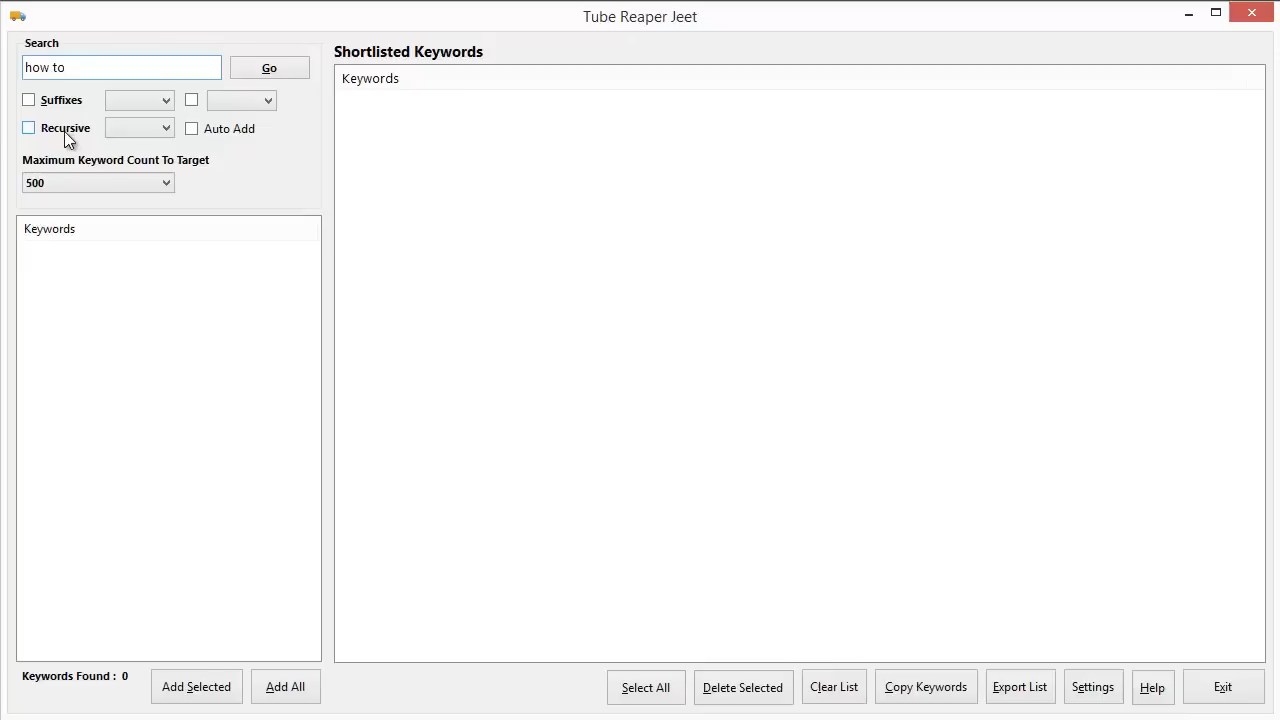 Tube Reaper Jeet
Search
how to
Go
Suffixes
Recursive
Auto Add
Maximum Keyword Count To Target
500
Keywords
Shortlisted Keywords
Keywords
Keywords Found : 0
Add Selected
Add All
Select All
Delete Selected
Clear List
Copy Keywords
Export List
Settings
Help
Exit